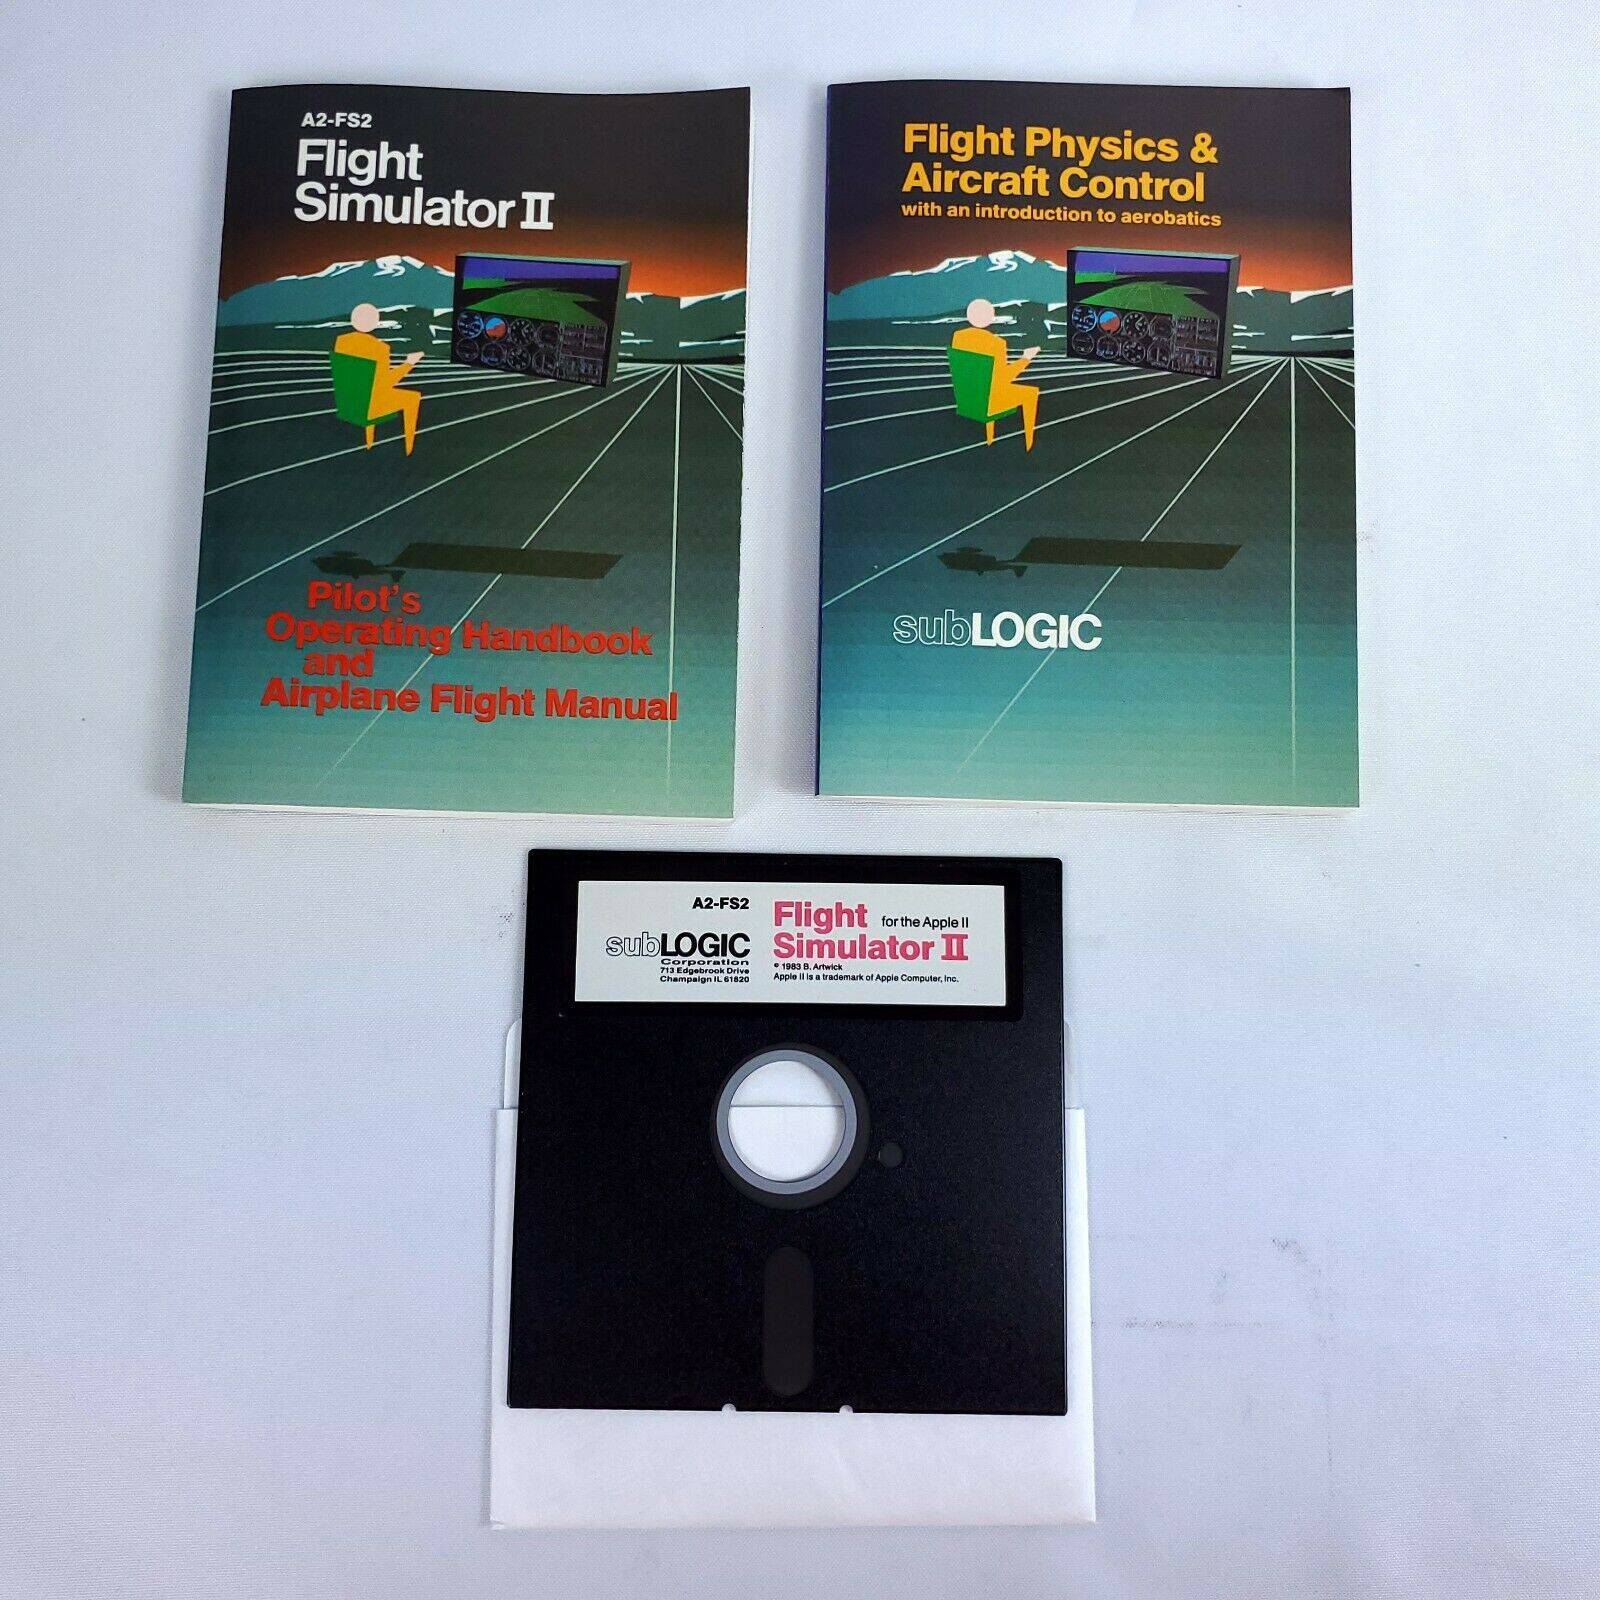 A2-FS2
Flight
Simulator II
Pilot's
Operating Handbook
and
Airplane Flight Manual
Flight Physics &
Aircraft Control
with an introduction to aerobatics
subLOGIC
A2-FS2
subLOGIC
Corporation
713 Edgebrook Drive
Champaign IL 61820
Flight for the Apple II
Simulator II
© 1983 B. Artwick
Apple II is a trademark of Apple Computer, Inc.